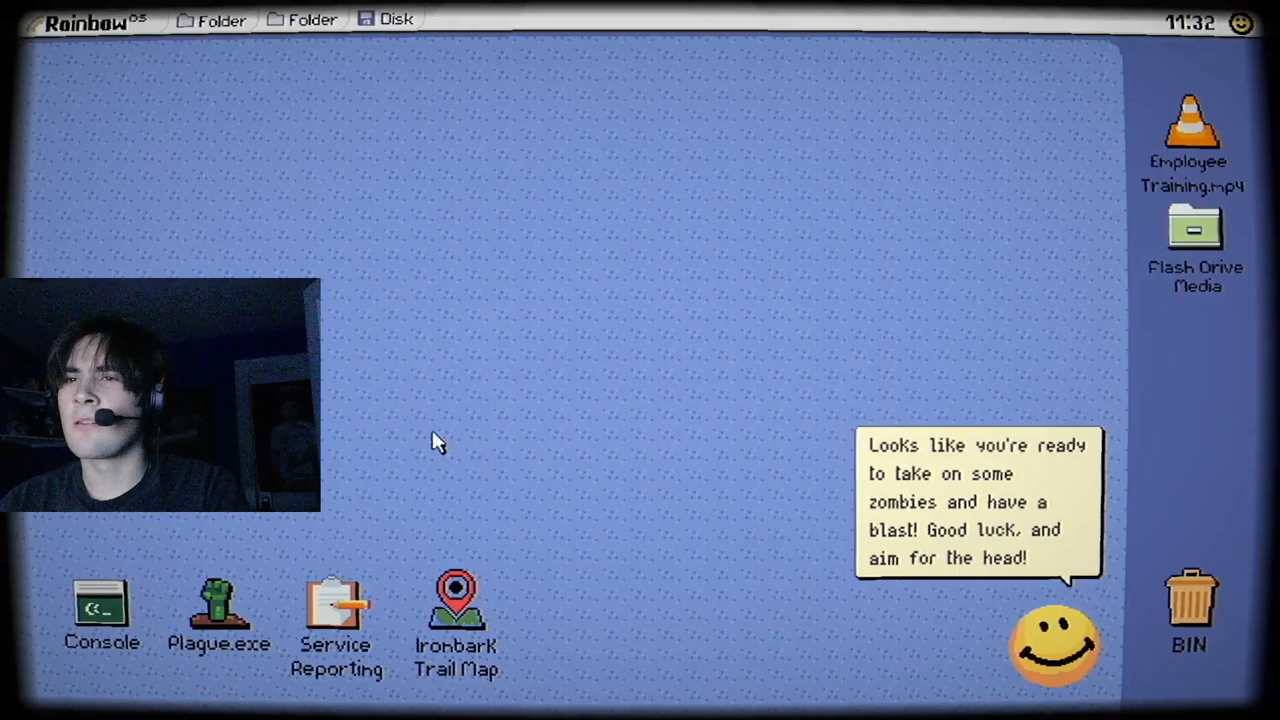 Rainbow OS
Folder
Folder
Disk
11:32
Employee
Training.mp4
Flash Drive
Media
Looks like you're ready
to take on some
zombies and have a
blast! Good luck, and
aim for the head!
Console
Plague.exe
Service
Reporting
Ironbark
Trail Map
BIN